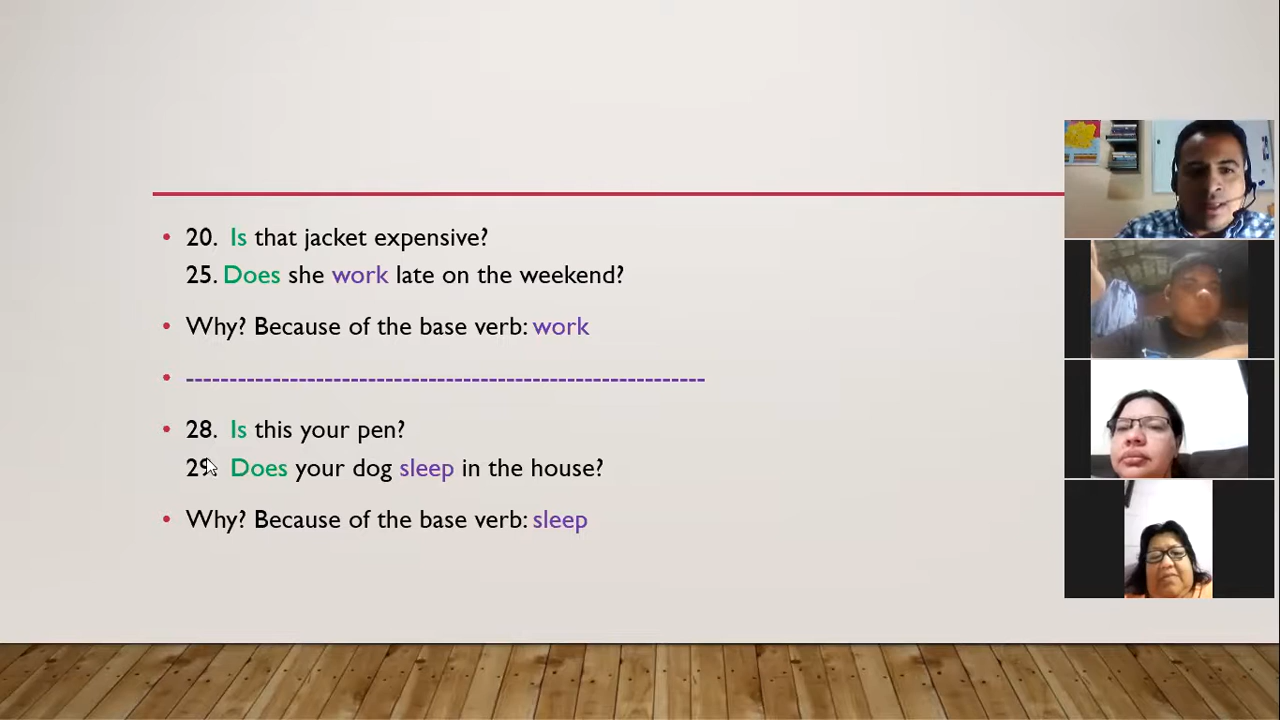 20. Is that jacket expensive?
25. Does she work late on the weekend?
Why? Because of the base verb: work
-----------------------------------------------------------
28. Is this your pen?
29 Does your dog sleep in the house?
Why? Because of the base verb: sleep